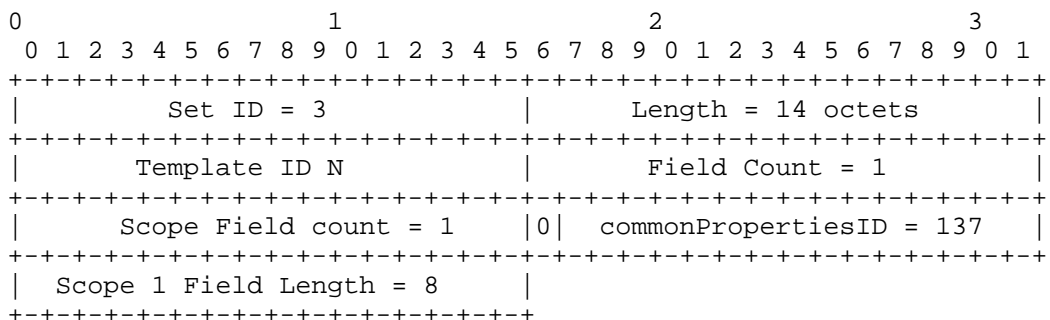 0                   1                   2                   3
 0 1 2 3 4 5 6 7 8 9 0 1 2 3 4 5 6 7 8 9 0 1 2 3 4 5 6 7 8 9 0 1
+-+-+-+-+-+-+-+-+-+-+-+-+-+-+-+-+-+-+-+-+-+-+-+-+-+-+-+-+-+-+-+-+
|         Set ID = 3            |      Length = 14 octets       |
+-+-+-+-+-+-+-+-+-+-+-+-+-+-+-+-+-+-+-+-+-+-+-+-+-+-+-+-+-+-+-+-+
|       Template ID N           |       Field Count = 1         |
+-+-+-+-+-+-+-+-+-+-+-+-+-+-+-+-+-+-+-+-+-+-+-+-+-+-+-+-+-+-+-+-+
|      Scope Field count = 1    |0|  commonPropertiesID = 137   |
+-+-+-+-+-+-+-+-+-+-+-+-+-+-+-+-+-+-+-+-+-+-+-+-+-+-+-+-+-+-+-+-+
|  Scope 1 Field Length = 8     |
+-+-+-+-+-+-+-+-+-+-+-+-+-+-+-+-+